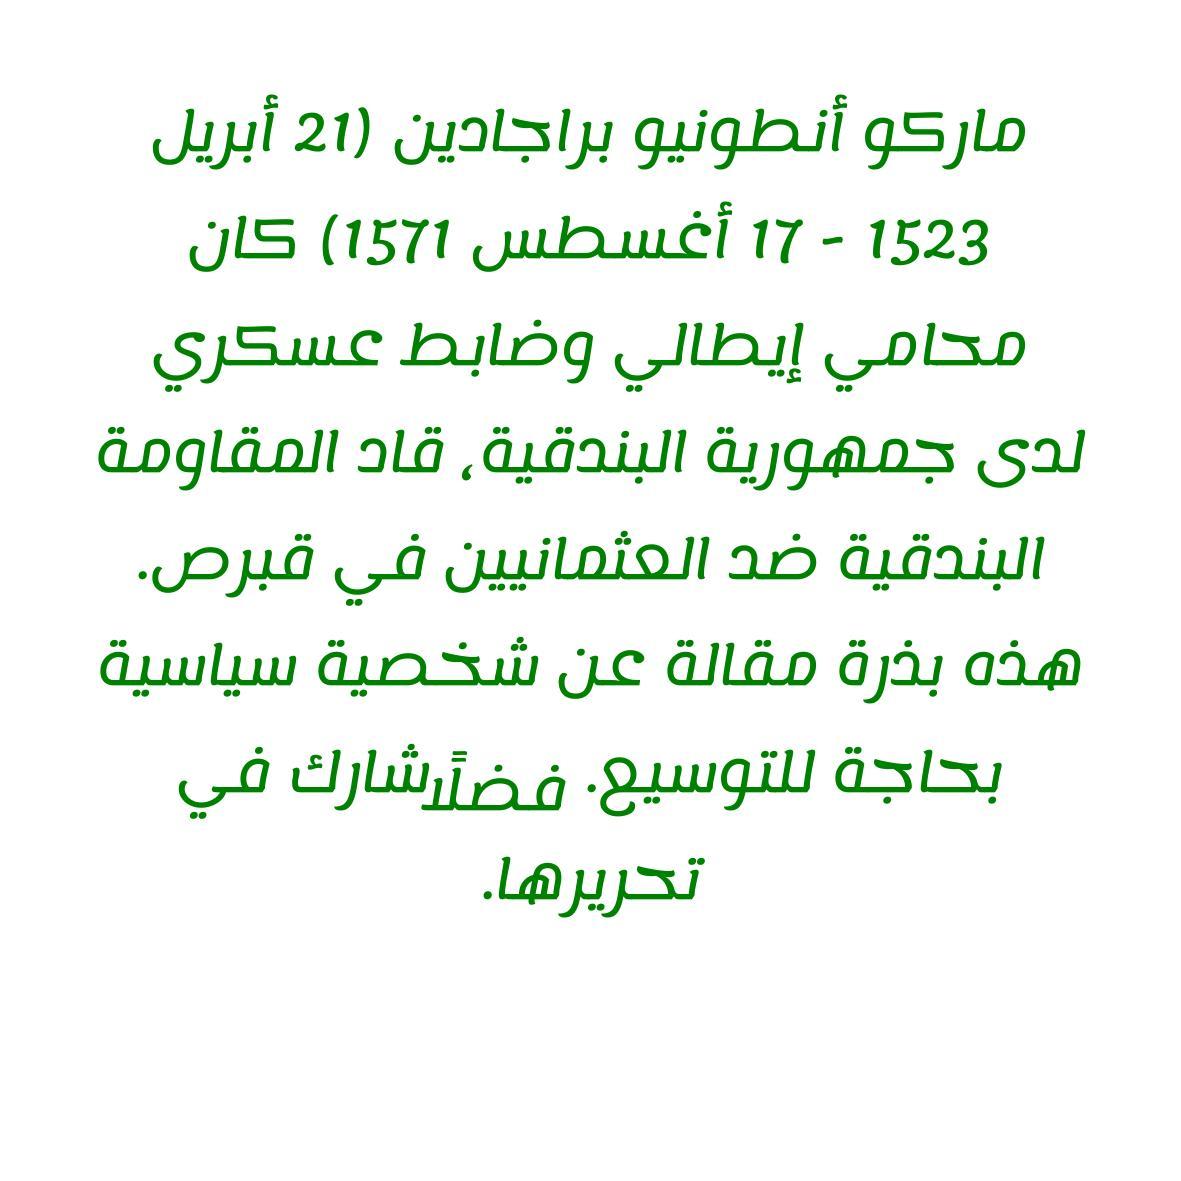 ماركو أنطونيو براجادين (21 أبريل
1523 - 17 أغسطس 1571) كان
محامي إيطالي وضابط عسكري
لدى جمهورية البندقية، قاد المقاومة
البندقية ضد العثمانيين في قبرص.
هذه بذرة مقالة عن شخصية سياسية
بحاجة للتوسيع. فضلًا شارك في
تحريرها.